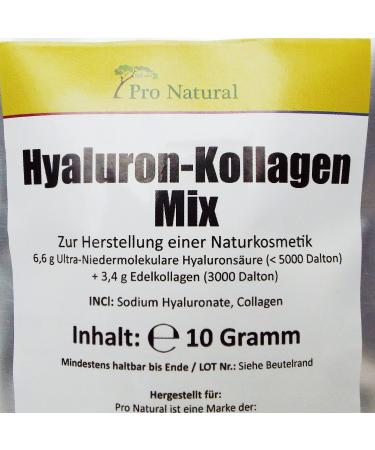 Pro Natural
Hyaluron-Kollagen
Mix
Zur Herstellung einer Naturkosmetik
6,6 g Ultra-Niedermolekulare Hyaluronsäure (< 5000 Dalton)
+ 3,4 g Edelkollagen (3000 Dalton)
INCI: Sodium Hyaluronate, Collagen
Inhalt: ℮ 10 Gramm
Mindestens haltbar bis Ende / LOT Nr.: Siehe Beutelrand
Hergestellt für:
Pro Natural ist eine Marke der: